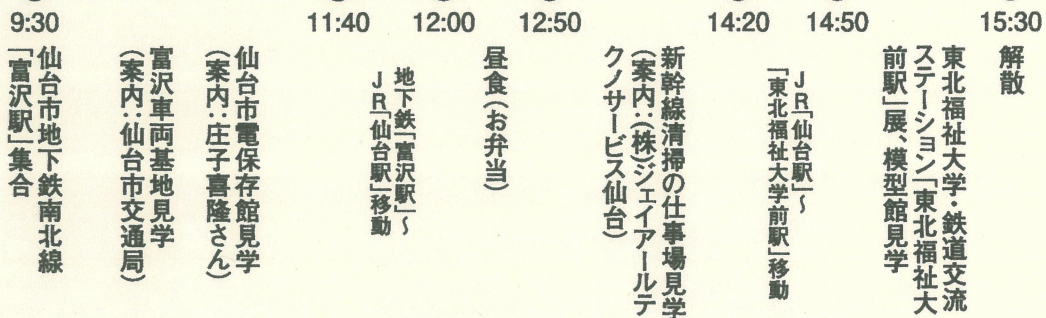 9:30
仙台市地下鉄南北線
「富沢駅」集合
富沢車両基地見学
(案内:仙台市交通局)
仙台市電保存館見学
(案内:庄子喜隆さん)
11:40
地下鉄「富沢駅」~
JR「仙台駅」移動
12:00
昼食(お弁当)
12:50
新幹線清掃の仕事場見学
(案内:(株)ジェイアールテ
クノサービス仙台)
14:20
JR「仙台駅」~
「東北福祉大学前駅」移動
14:50
東北福祉大学・鉄道交流
ステーション「東北福祉大
前駅」展、模型館見学
15:30
解散